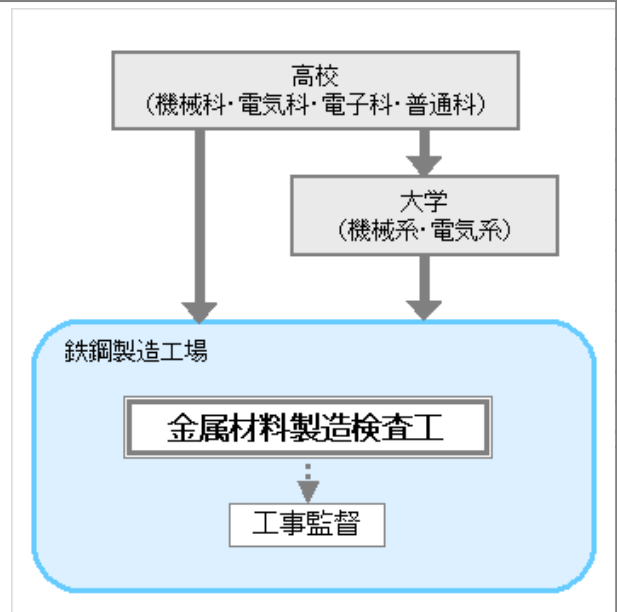 高校
（機械科・電気科・電子科・普通科）
大学
（機械系・電気系）
鉄鋼製造工場
金属材料製造検査工
工事監督